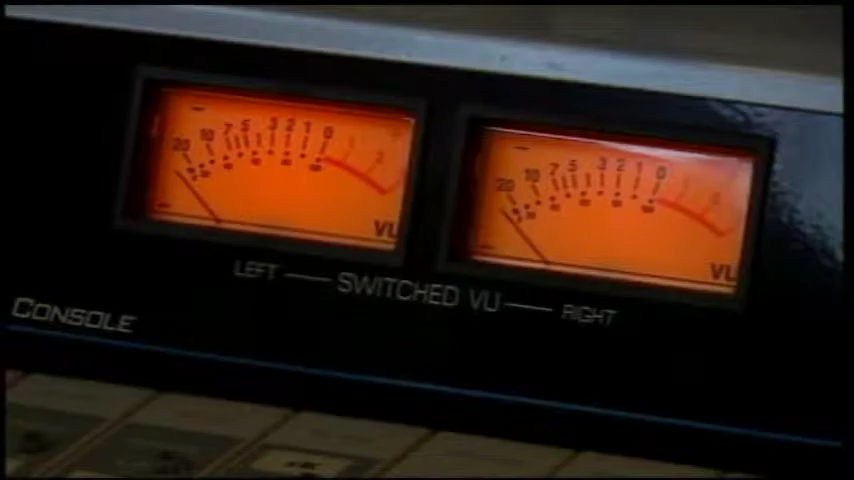 20 10 7 5 3 2 1 0
VU
20 10 7 5 3 2 1 0
VU
LEFT SWITCHED VU RIGHT
CONSOLE